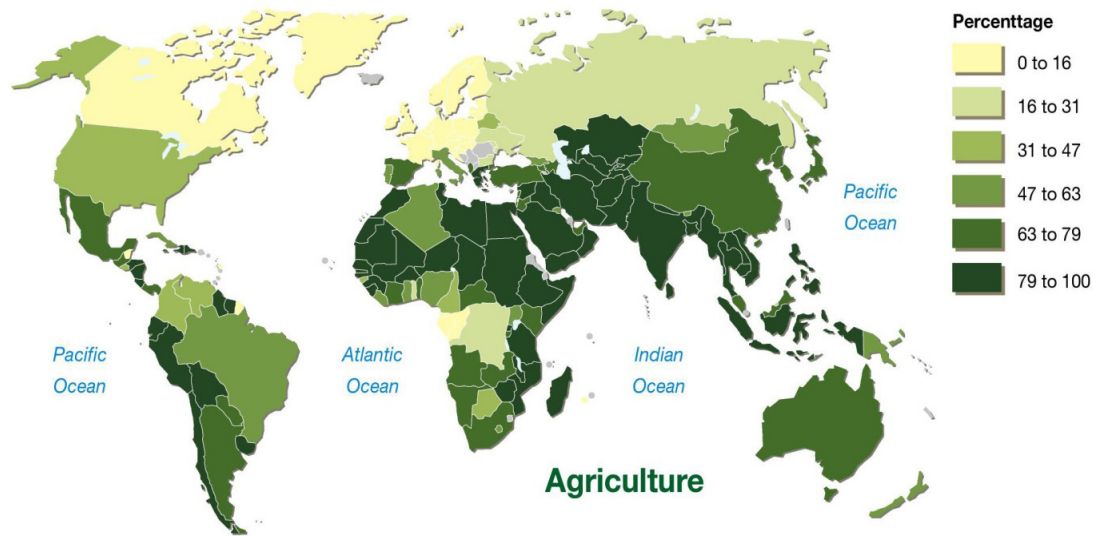 Percenttage
0 to 16
16 to 31
31 to 47
47 to 63
63 to 79
79 to 100
Pacific
Ocean
Pacific
Ocean
Atlantic
Ocean
Indian
Ocean
Agriculture